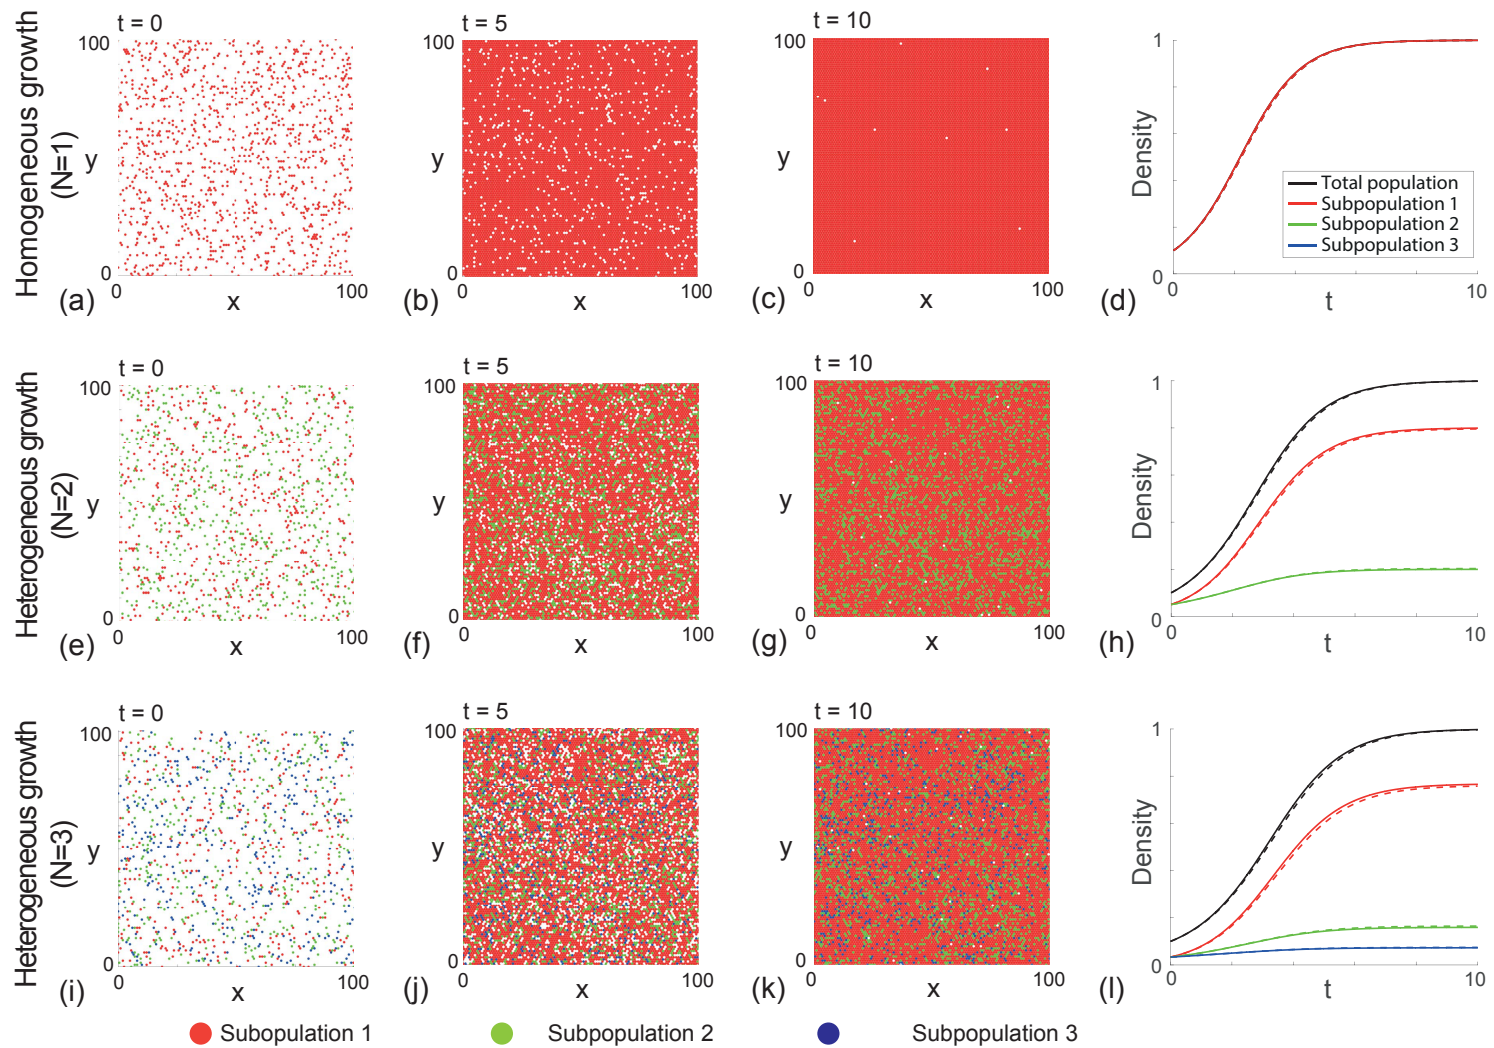 Homogeneous growth
(N=1)
t = 0
100
y
0
0
x
100
(a)
t = 5
100
y
0
0
x
100
(b)
t = 10
100
y
0
0
x
100
(c)
1
Density
0
0
t
10
(d)
Total population
Subpopulation 1
Subpopulation 2
Subpopulation 3
Heterogeneous growth
(N=2)
t = 0
100
y
0
0
x
100
(e)
t = 5
100
y
0
0
x
100
(f)
t = 10
100
y
0
0
x
100
(g)
1
Density
0
0
t
10
(h)
Heterogeneous growth
(N=3)
t = 0
100
y
0
0
x
100
(i)
t = 5
100
y
0
0
x
100
(j)
t = 10
100
y
0
0
x
100
(k)
1
Density
0
0
t
10
(l)
Subpopulation 1
Subpopulation 2
Subpopulation 3